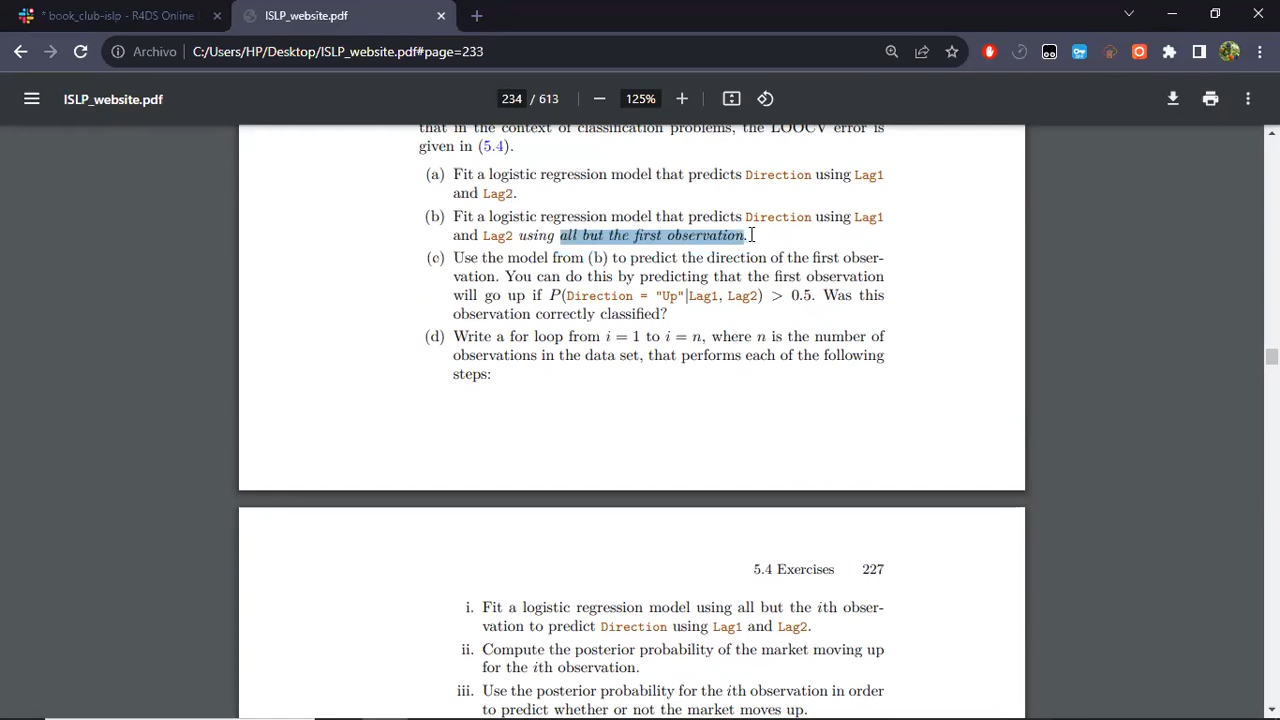 * book_club-islp - R4DS Online
ISLP_website.pdf
Archivo
C:/Users/HP/Desktop/ISLP_website.pdf#page=233
ISLP_website.pdf
234 / 613
125%
that in the context of classification problems, the LOOCV error is
given in (5.4).
(a) Fit a logistic regression model that predicts Direction using Lag1
and Lag2.
(b) Fit a logistic regression model that predicts Direction using Lag1
and Lag2 using all but the first observation.
(c) Use the model from (b) to predict the direction of the first obser-
vation. You can do this by predicting that the first observation
will go up if P(Direction = "Up"|Lag1, Lag2) > 0.5. Was this
observation correctly classified?
(d) Write a for loop from i = 1 to i = n, where n is the number of
observations in the data set, that performs each of the following
steps:
5.4 Exercises 227
i. Fit a logistic regression model using all but the ith obser-
vation to predict Direction using Lag1 and Lag2.
ii. Compute the posterior probability of the market moving up
for the ith observation.
iii. Use the posterior probability for the ith observation in order
to predict whether or not the market moves up.